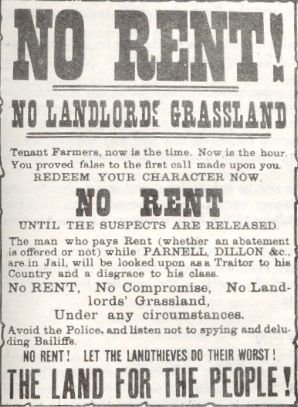 NO RENT!
NO LANDLORDS GRASSLAND
Tenant Farmers, now is the time. Now is the hour.
You proved false to the first call made upon you.
REDEEM YOUR CHARACTER NOW.
NO RENT
UNTIL THE SUSPECTS ARE RELEASED.
The man who pays Rent (whether an abatement
is offered or not) while PARNELL, DILLON &c.,
are in Jail, will be looked upon as a Traitor to his
Country and a disgrace to his class.
No RENT, No Compromise, No Land-
lords' Grassland,
Under any circumstances.
Avoid the Police, and listen not to spying and delu-
ding Bailiffs.
NO RENT! LET THE LANDTHIEVES DO THEIR WORST!
THE LAND FOR THE PEOPLE!